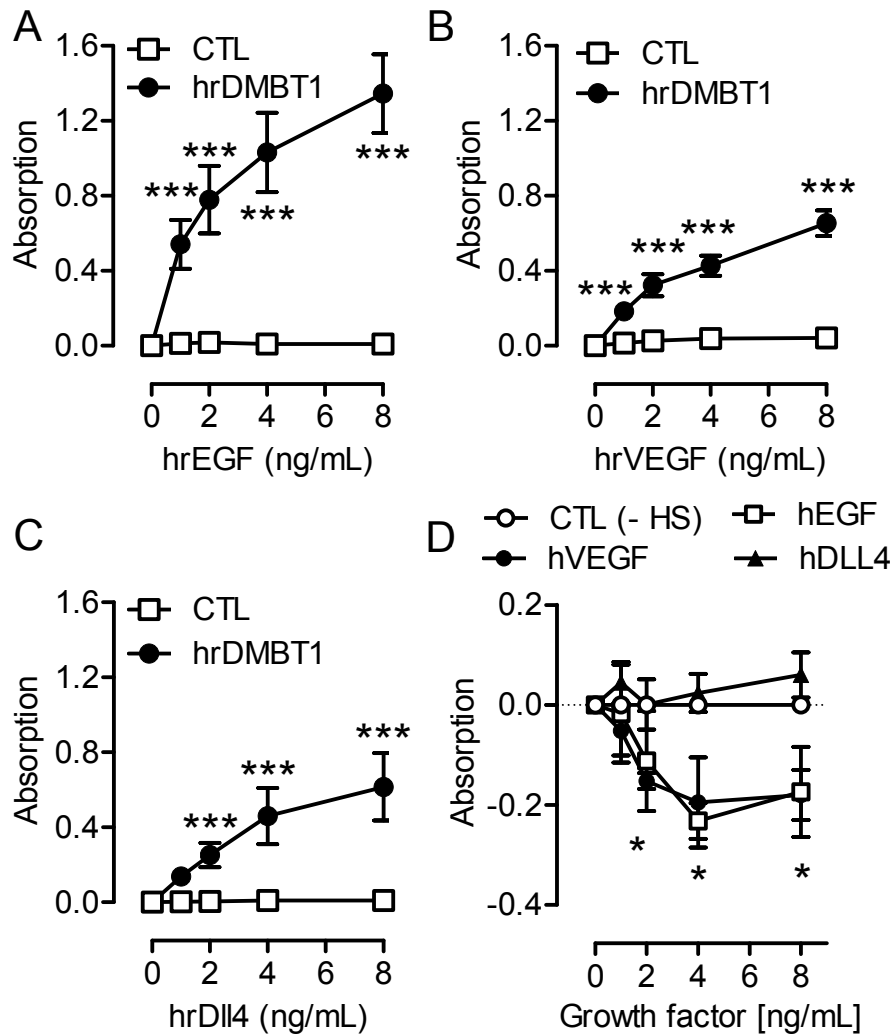 A
CTL
hrDMBT1
1.6
1.2
0.8
0.4
0.0
Absorption
***
***
***
***
0 2 4 6 8
hrEGF (ng/mL)
B
CTL
hrDMBT1
1.6
1.2
0.8
0.4
0.0
Absorption
***
***
***
***
0 2 4 6 8
hrVEGF (ng/mL)
C
CTL
hrDMBT1
1.6
1.2
0.8
0.4
0.0
Absorption
***
***
***
0 2 4 6 8
hrDll4 (ng/mL)
D
CTL (- HS) hEGF
hVEGF hDLL4
0.2
0.0
-0.2
-0.4
Absorption
* * *
0 2 4 6 8
Growth factor [ng/mL]